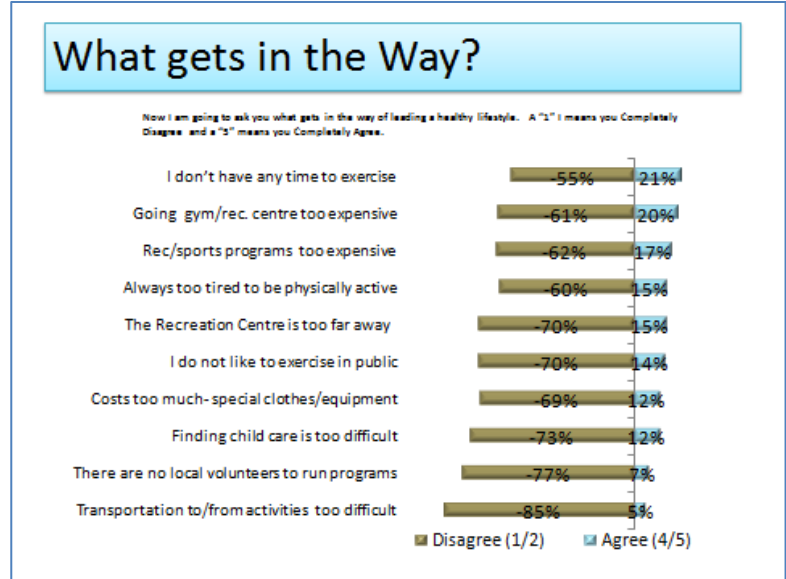 What gets in the Way?
Now I am going to ask you what gets in the way of leading a healthy lifestyle. A "1" I means you Completely
Disagree and a "5" means you Completely Agree.
I don't have any time to exercise -55% 21%
Going gym/rec. centre too expensive -61% 20%
Rec/sports programs too expensive -62% 17%
Always too tired to be physically active -60% 15%
The Recreation Centre is too far away -70% 15%
I do not like to exercise in public -70% 14%
Costs too much- special clothes/equipment -69% 12%
Finding child care is too difficult -73% 12%
There are no local volunteers to run programs -77% 7%
Transportation to/from activities too difficult -85% 5%
Disagree (1/2) Agree (4/5)